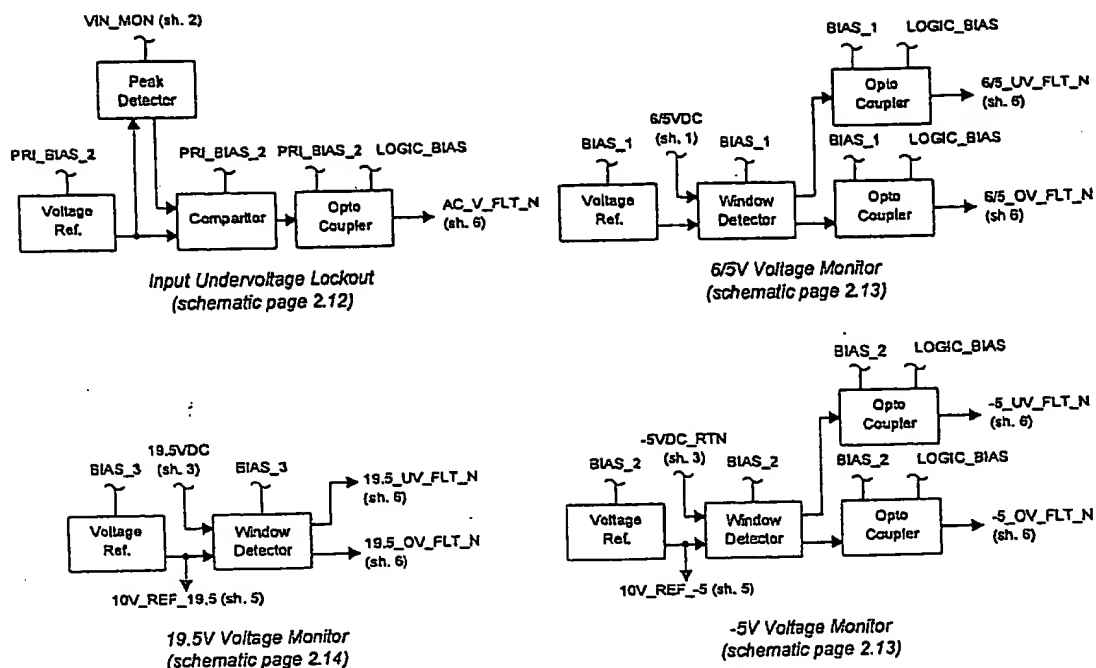 VIN_MON (sh. 2)
Peak
Detector
PRI_BIAS_2
PRI_BIAS_2
PRI_BIAS_2
LOGIC_BIAS
Voltage
Ref.
Comparitor
Opto
Coupler
AC_V_FLT_N
(sh. 6)
Input Undervoltage Lockout
(schematic page 2.12)
BIAS_1
LOGIC_BIAS
Opto
Coupler
6/5_UV_FLT_N
(sh. 6)
6/5VDC
(sh. 1)
BIAS_1
BIAS_1
BIAS_1
LOGIC_BIAS
Voltage
Ref.
Window
Detector
Opto
Coupler
6/5_OV_FLT_N
(sh 6)
6/5V Voltage Monitor
(schematic page 2.13)
19.5VDC
(sh. 3)
BIAS_3
BIAS_3
Voltage
Ref.
Window
Detector
19.5_UV_FLT_N
(sh. 6)
19.5_OV_FLT_N
(sh. 6)
10V_REF_19.5 (sh. 5)
19.5V Voltage Monitor
(schematic page 2.14)
BIAS_2
LOGIC_BIAS
Opto
Coupler
-5_UV_FLT_N
(sh. 6)
-5VDC_RTN
(sh. 3)
BIAS_2
BIAS_2
BIAS_2
LOGIC_BIAS
Voltage
Ref.
Window
Detector
Opto
Coupler
-5_OV_FLT_N
(sh. 6)
10V_REF_-5 (sh. 5)
-5V Voltage Monitor
(schematic page 2.13)